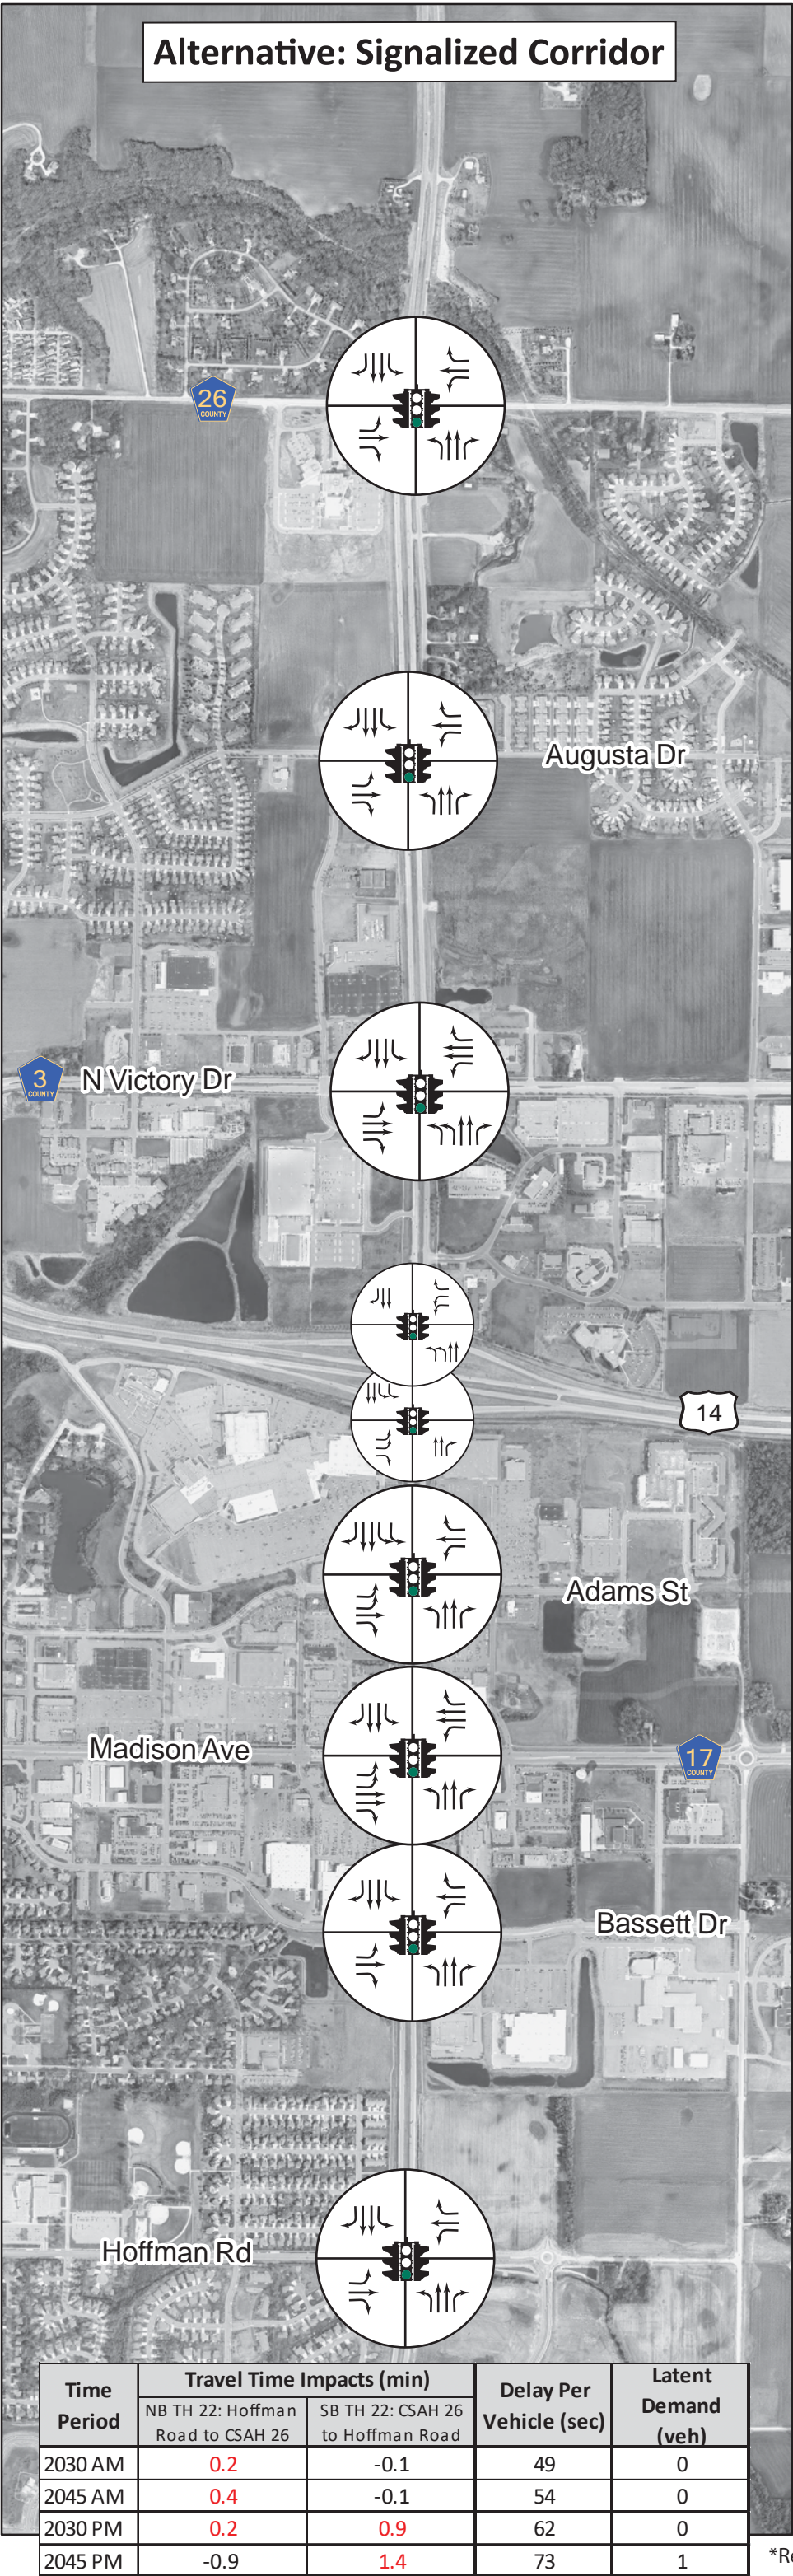 Alternative: Signalized Corridor
26
COUNTY
Augusta Dr
3
COUNTY
N Victory Dr
14
Adams St
Madison Ave
17
COUNTY
Bassett Dr
Hoffman Rd
Time Period
Travel Time Impacts (min)
NB TH 22: Hoffman
Road to CSAH 26
SB TH 22: CSAH 26
to Hoffman Road
Delay Per
Vehicle (sec)
Latent
Demand
(veh)
2030 AM 0.2 -0.1 49 0
2045 AM 0.4 -0.1 54 0
2030 PM 0.2 0.9 62 0
2045 PM -0.9 1.4 73 1